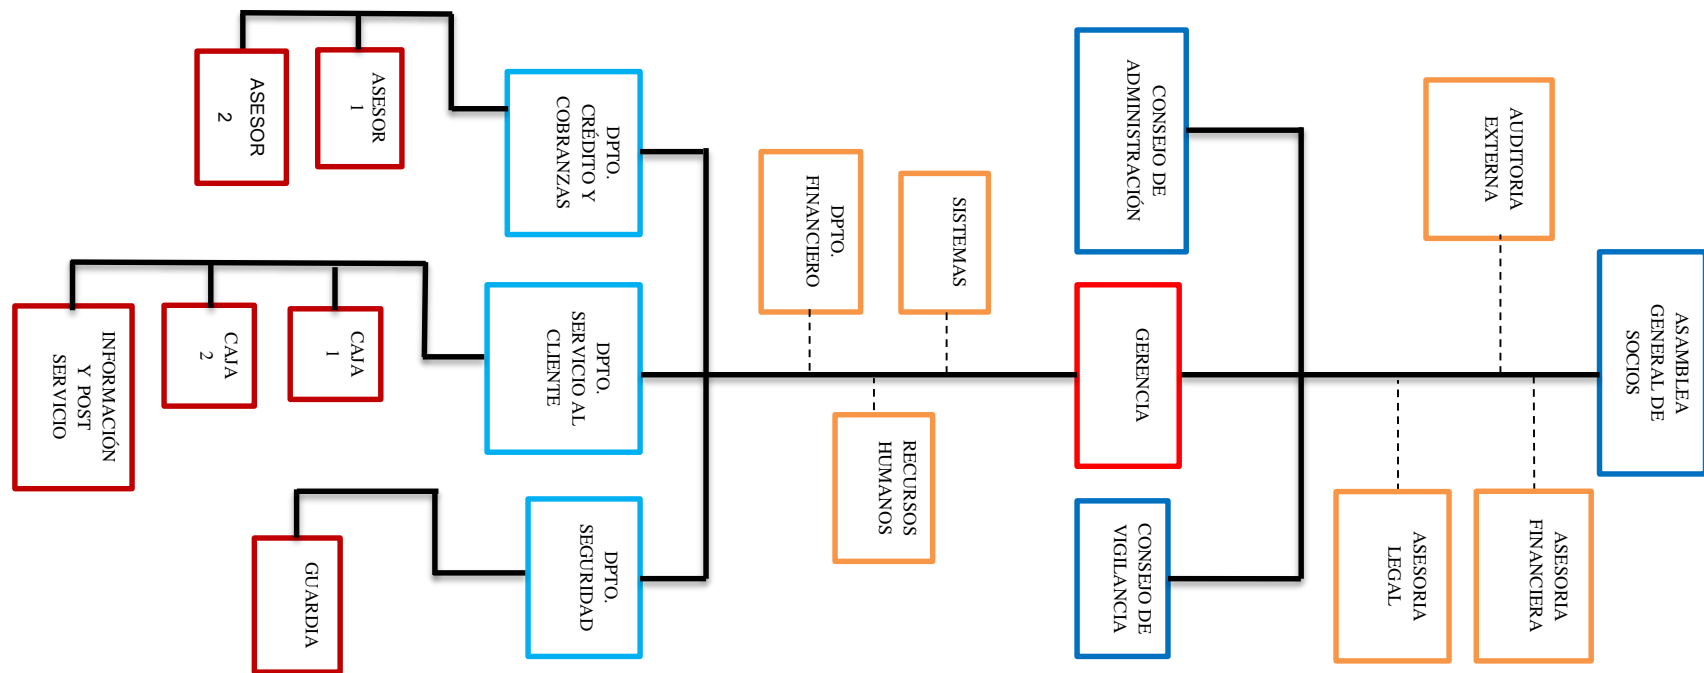 ASAMBLEA
GENERAL DE
SOCIOS
AUDITORIA
EXTERNA
ASESORIA
FINANCIERA
ASESORIA
LEGAL
CONSEJO DE
ADMINISTRACIÓN
GERENCIA
CONSEJO DE
VIGILANCIA
SISTEMAS
RECURSOS
HUMANOS
DPTO.
FINANCIERO
DPTO.
CRÉDITO Y
COBRANZAS
DPTO.
SERVICIO AL
CLIENTE
DPTO.
SEGURIDAD
ASESOR
1
ASESOR
2
CAJA
1
CAJA
2
INFORMACIÓN
Y POST
SERVICIO
GUARDIA